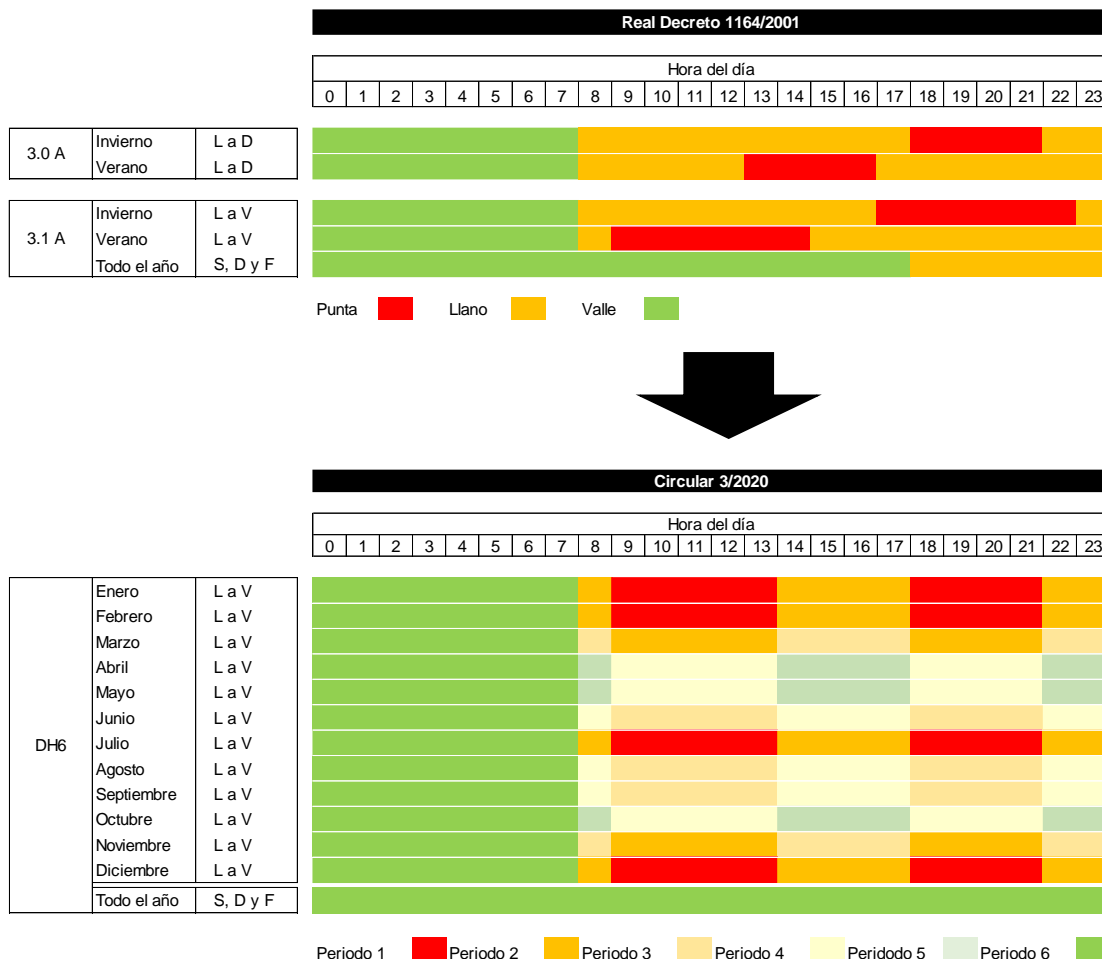 Real Decreto 1164/2001
Hora del día
0 1 2 3 4 5 6 7 8 9 10 11 12 13 14 15 16 17 18 19 20 21 22 23
3.0 A Invierno L a D
Verano L a D
Invierno L a V
3.1 A Verano L a V
Todo el año S, D y F
Punta Llano Valle
Circular 3/2020
Hora del día
0 1 2 3 4 5 6 7 8 9 10 11 12 13 14 15 16 17 18 19 20 21 22 23
Enero L a V
Febrero L a V
Marzo L a V
Abril L a V
Mayo L a V
Junio L a V
DH6 Julio L a V
Agosto L a V
Septiembre L a V
Octubre L a V
Noviembre L a V
Diciembre L a V
Todo el año S, D y F
Periodo 1 Periodo 2 Periodo 3 Periodo 4 Peridodo 5 Periodo 6